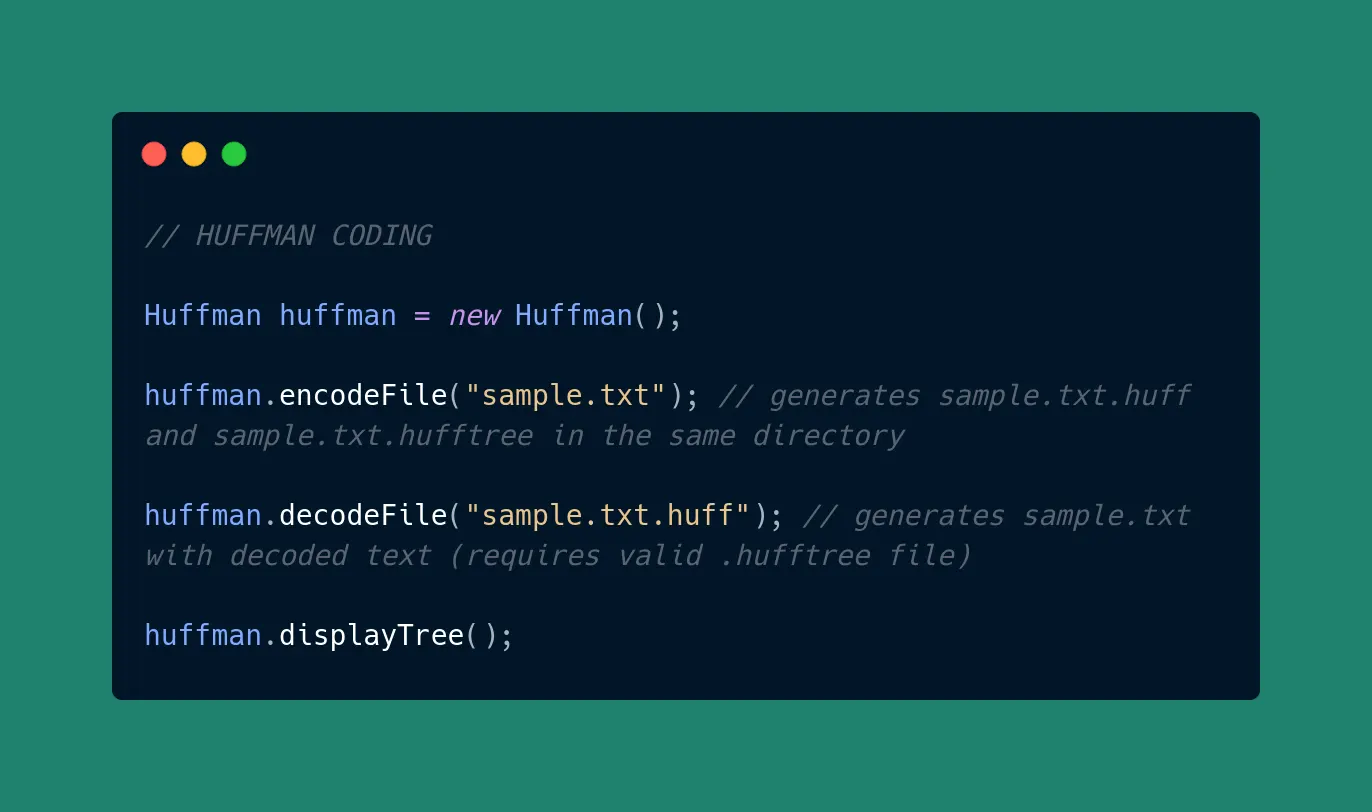 // HUFFMAN CODING
Huffman huffman = new Huffman();
huffman.encodeFile("sample.txt"); // generates sample.txt.huff
and sample.txt.hufftree in the same directory
huffman.decodeFile("sample.txt.huff"); // generates sample.txt
with decoded text (requires valid .hufftree file)
huffman.displayTree();